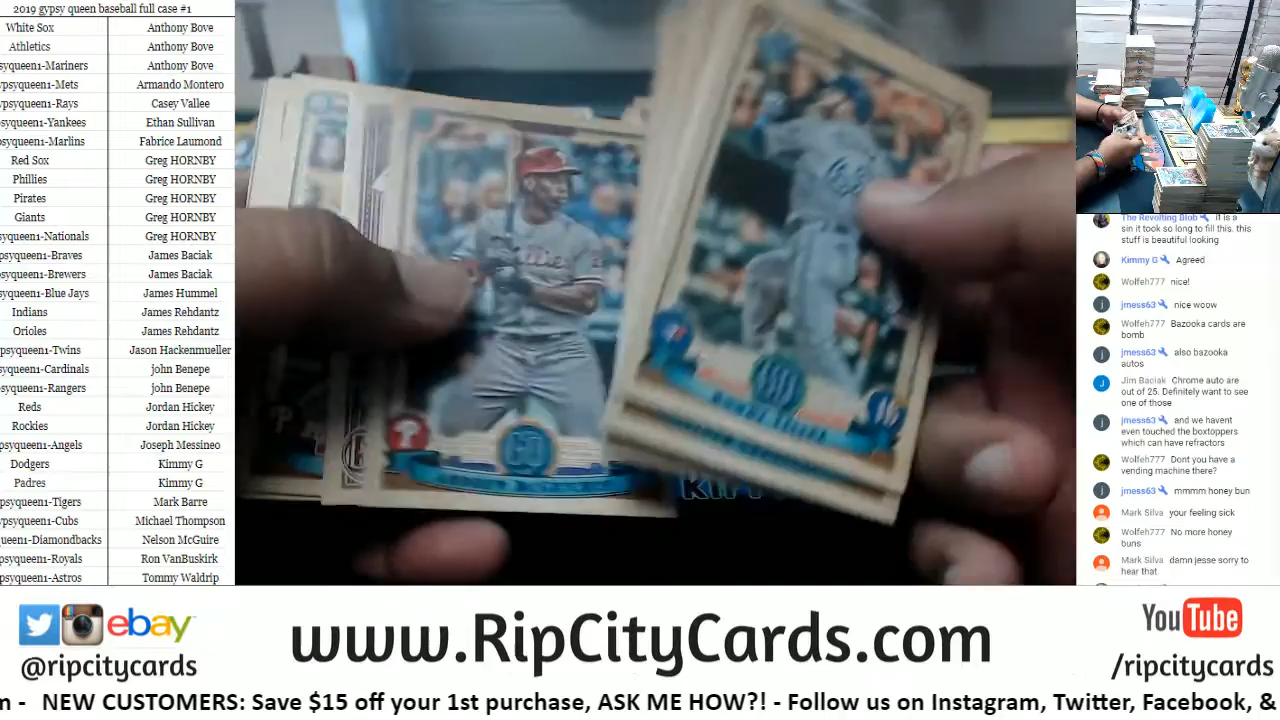 2019 gypsy queen baseball full case #1
White Sox Anthony Bove
Athletics Anthony Bove
syqueen1-Mariners Anthony Bove
ypsyqueen1-Mets Armando Montero
psyqueen1-Rays Casey Vallee
psyqueen1-Yankees Ethan Sullivan
psyqueen1-Marlins Fabrice Laumond
Red Sox Greg HORNBY
Phillies Greg HORNBY
Pirates Greg HORNBY
Giants Greg HORNBY
syqueen1-Nationals Greg HORNBY
psyqueen1-Braves James Baciak
syqueen1-Brewers James Baciak
syqueen1-Blue Jays James Hummel
Indians James Rehdantz
Orioles James Rehdantz
psyqueen1-Twins Jason Hackenmueller
psyqueen1-Cardinals john Benepe
psyqueen1-Rangers john Benepe
Reds Jordan Hickey
Rockies Jordan Hickey
psyqueen1-Angels Joseph Messineo
Dodgers Kimmy G
Padres Kimmy G
psyqueen1-Tigers Mark Barre
ypsyqueen1-Cubs Michael Thompson
queen1-Diamondbacks Nelson McGuire
psyqueen1-Royals Ron VanBuskirk
psyqueen1-Astros Tommy Waldrip
The Revolting Blob it is a
sin it took so long to fill this. this
stuff is beautiful looking
Kimmy G Agreed
Wolfeh777 nice!
jmess63 nice woow
Wolfeh777 Bazooka cards are
bomb
jmess63 also bazooka
autos
Jim Baciak Chrome auto are
out of 25. Definitely want to see
one of those
jmess63 and we havent
even touched the boxtoppers
which can have refractors
Wolfeh777 Dont you have a
vending machine there?
jmess63 mmmm honey bun
Mark Silva your feeling sick
Wolfeh777 No more honey
buns
Mark Silva damn jesse sorry to
hear that
ebay
@ripcitycards
www.RipCityCards.com
YouTube
/ripcitycards
m - NEW CUSTOMERS: Save $15 off your 1st purchase, ASK ME HOW?! - Follow us on Instagram, Twitter, Facebook, &